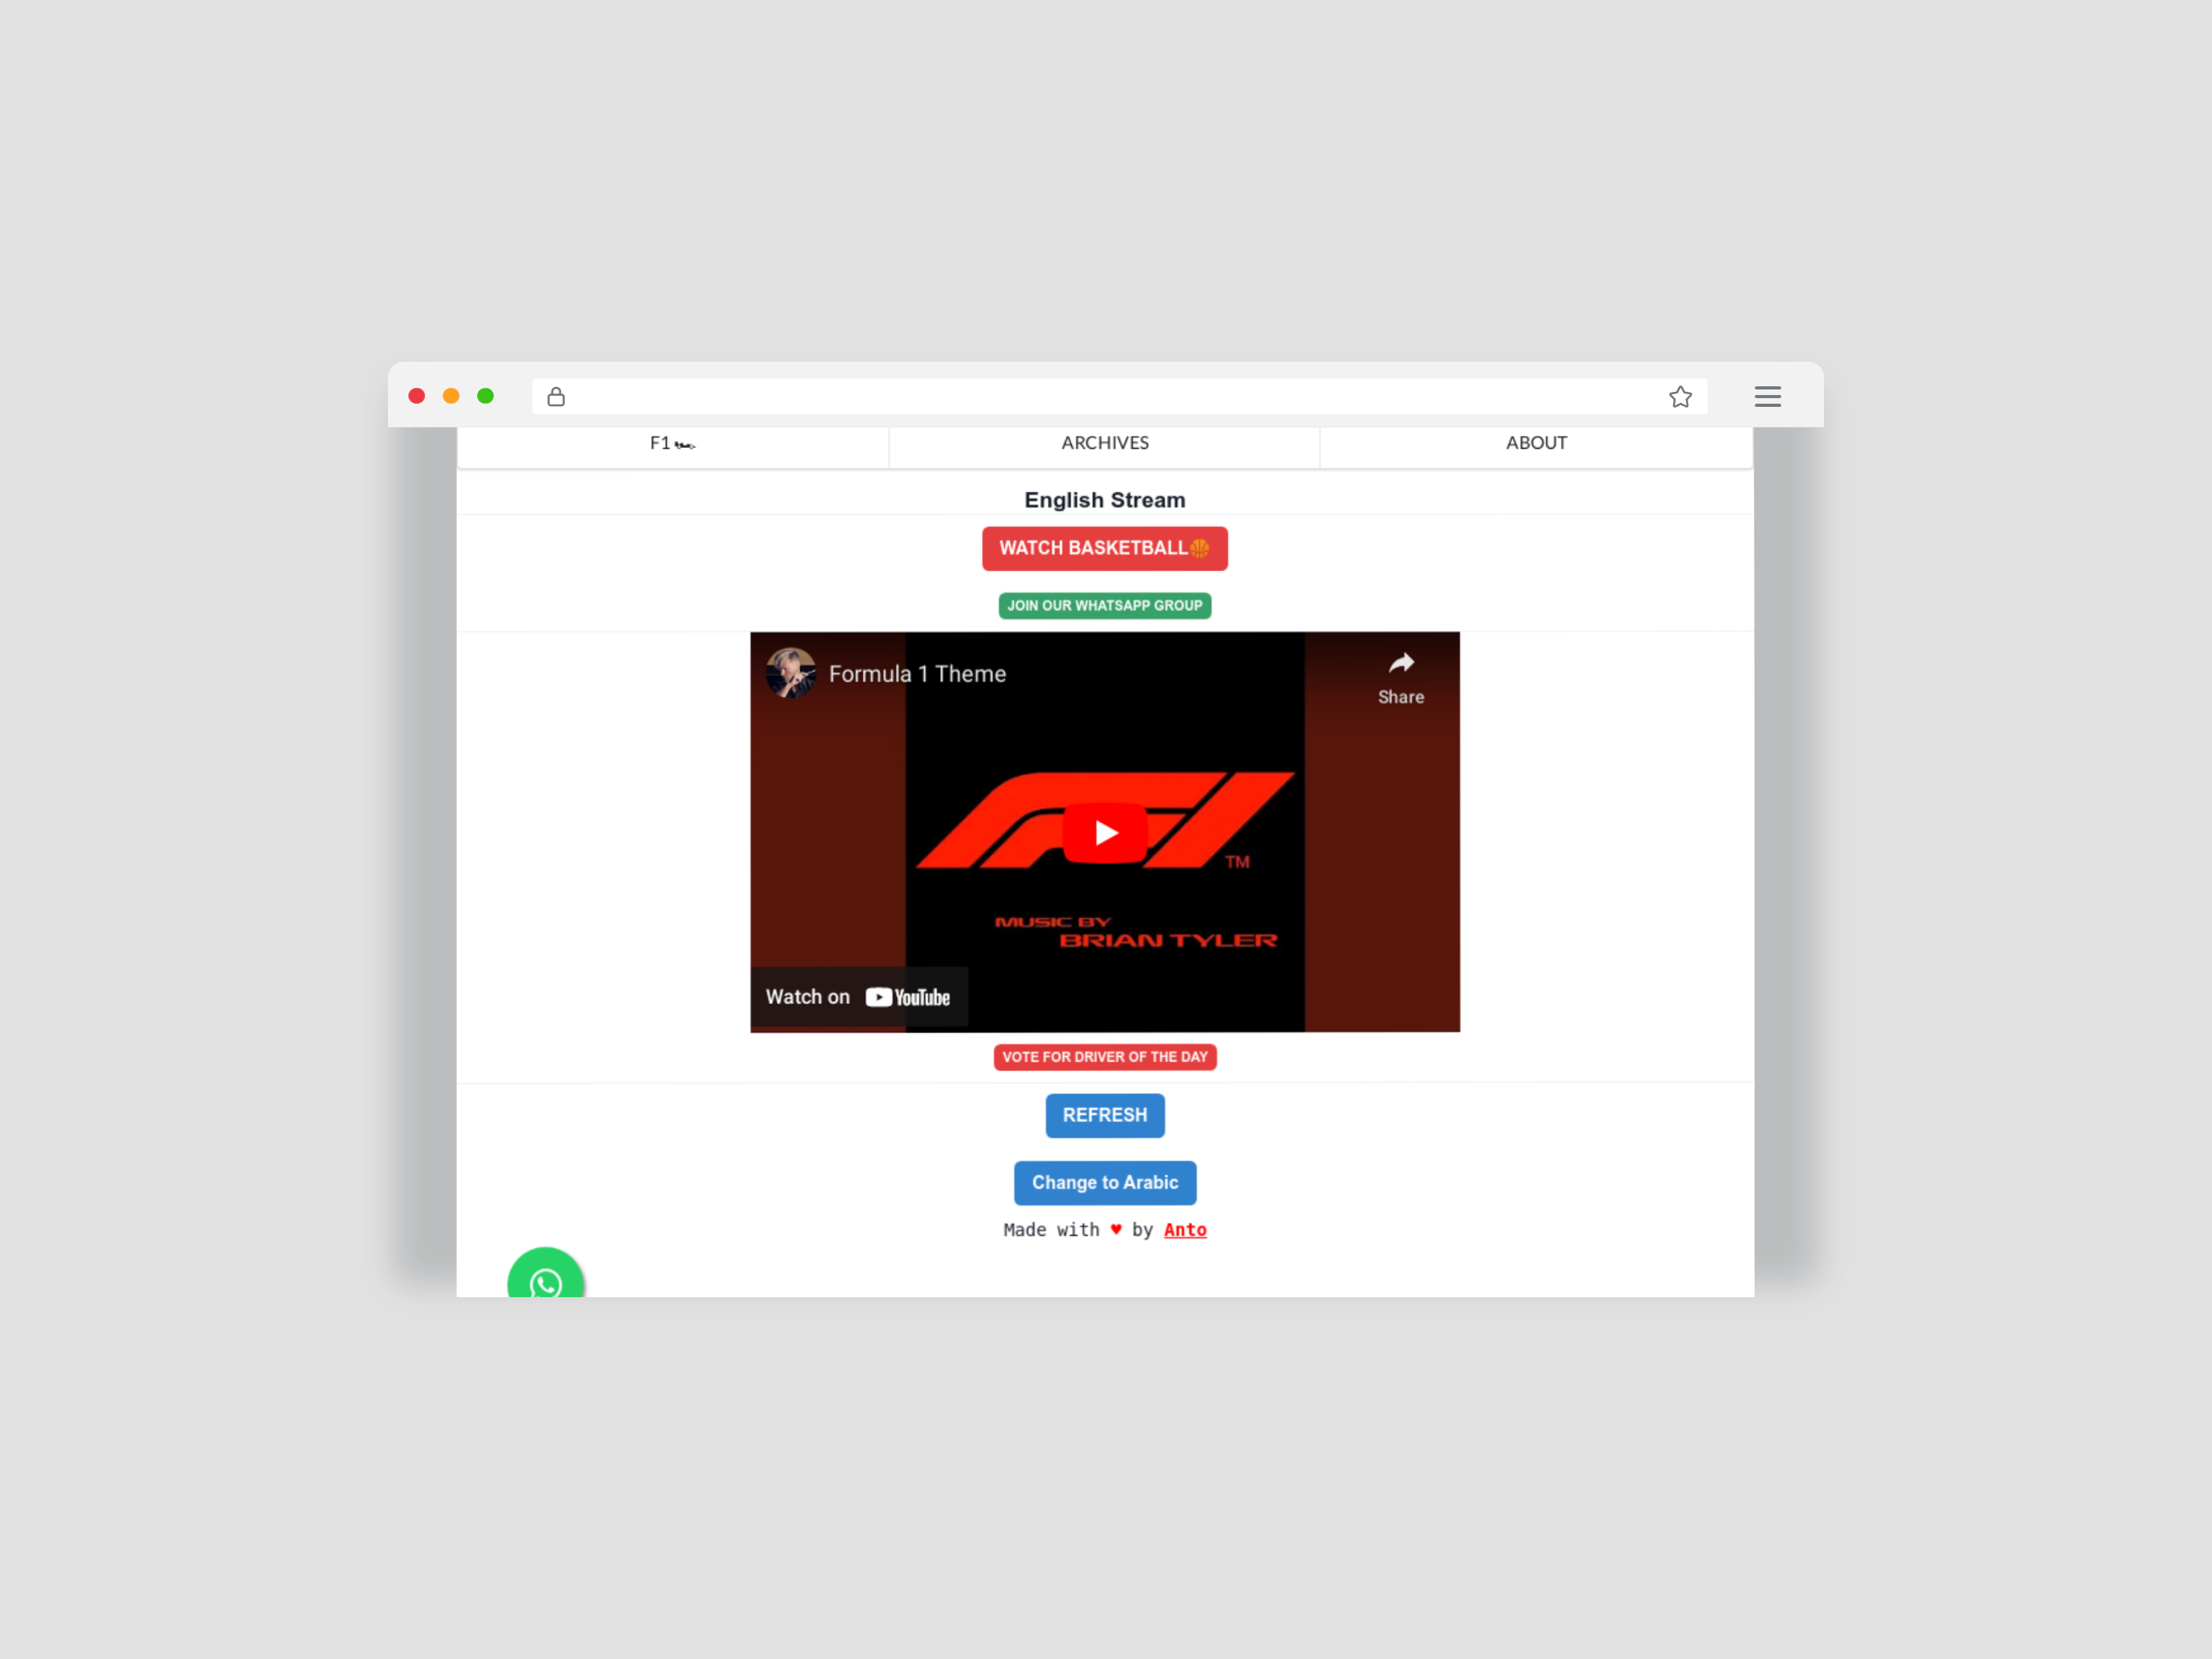 F1
ARCHIVES
ABOUT
English Stream
WATCH BASKETBALL🏀
JOIN OUR WHATSAPP GROUP
Formula 1 Theme
Share
F1 TM
MUSIC BY
BRIAN TYLER
Watch on YouTube
VOTE FOR DRIVER OF THE DAY
REFRESH
Change to Arabic
Made with ♥ by Anto